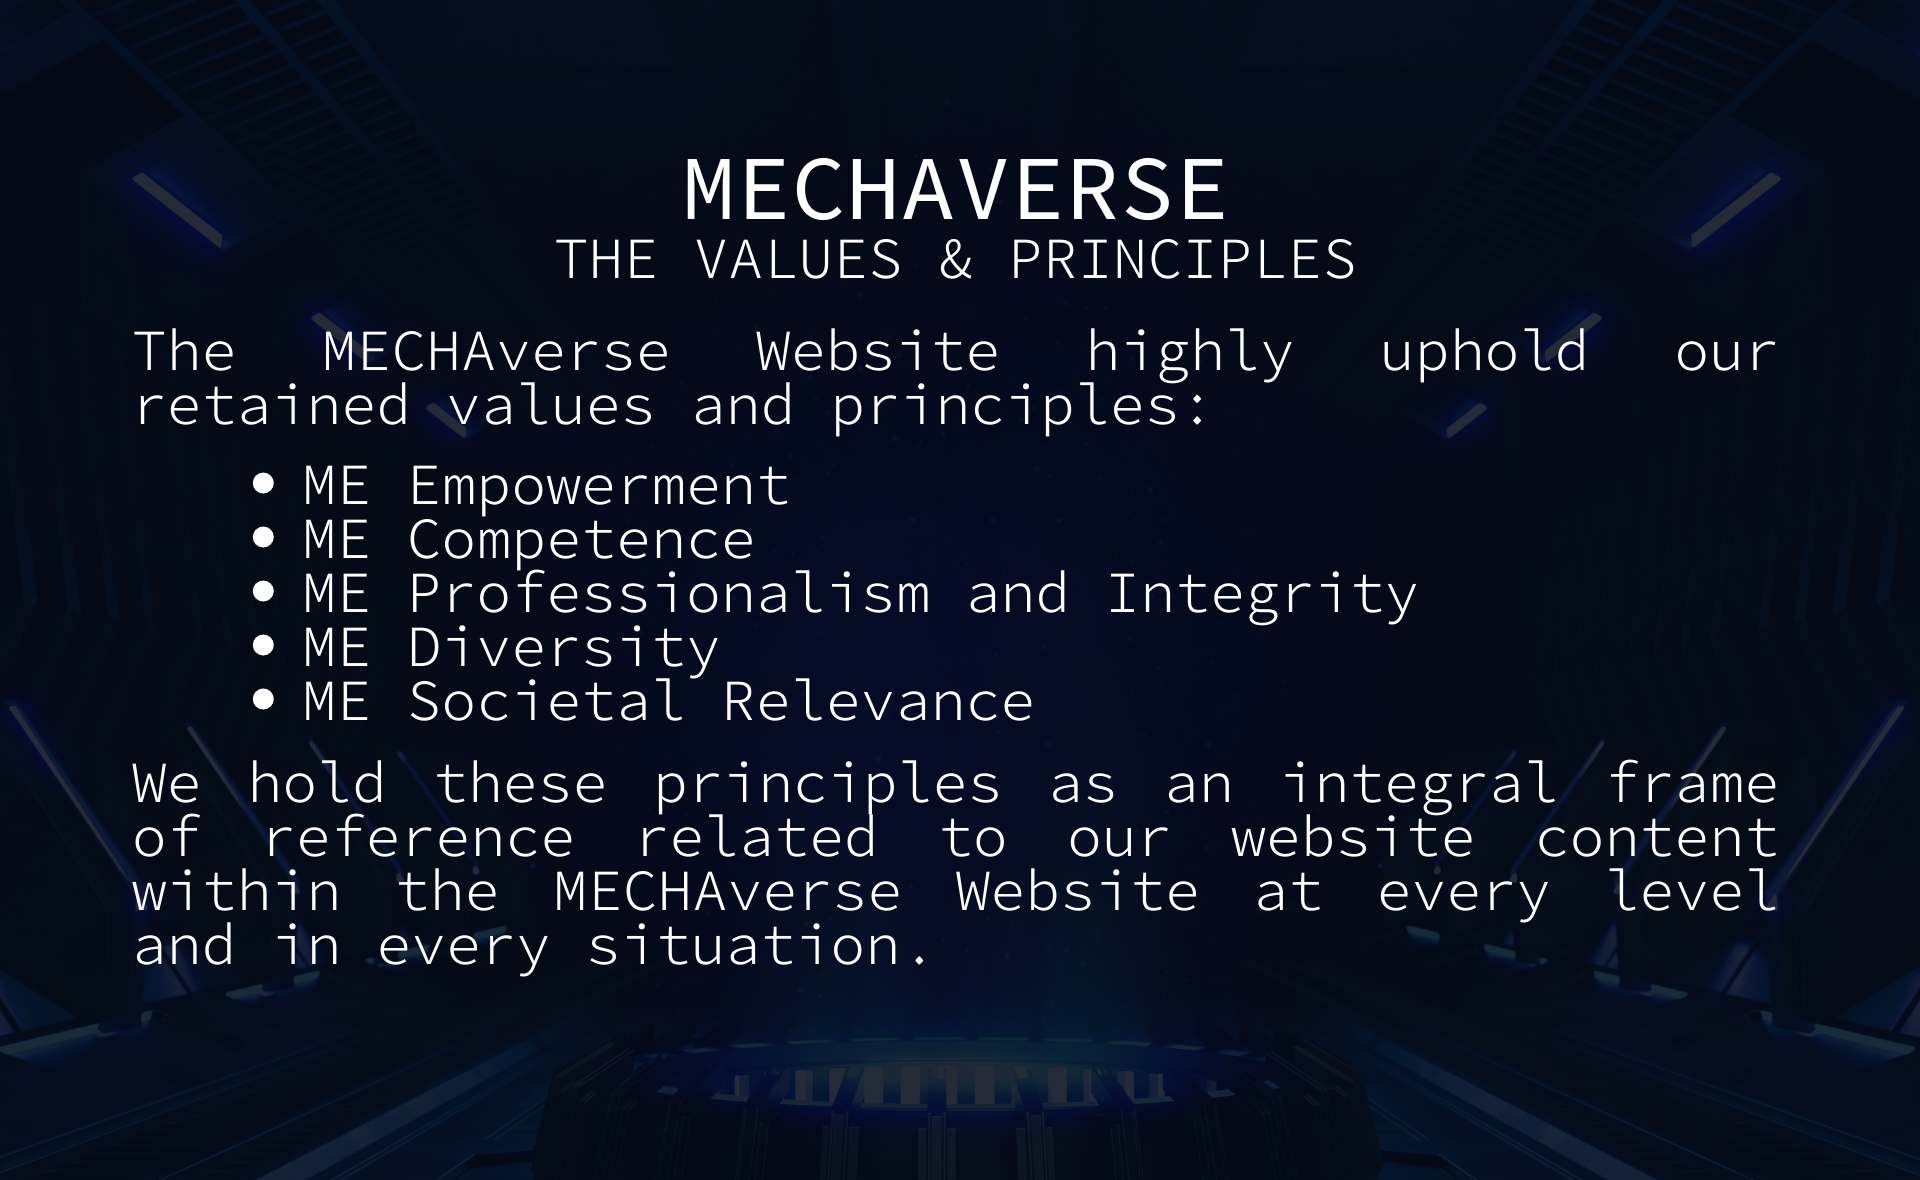 MECHAVERSE
THE VALUES & PRINCIPLES
The MECHAverse Website highly uphold our
retained values and principles:
• ME Empowerment
• ME Competence
• ME Professionalism and Integrity
• ME Diversity
• ME Societal Relevance
We hold these principles as an integral frame
of reference related to our website content
within the MECHAverse Website at every level
and in every situation.